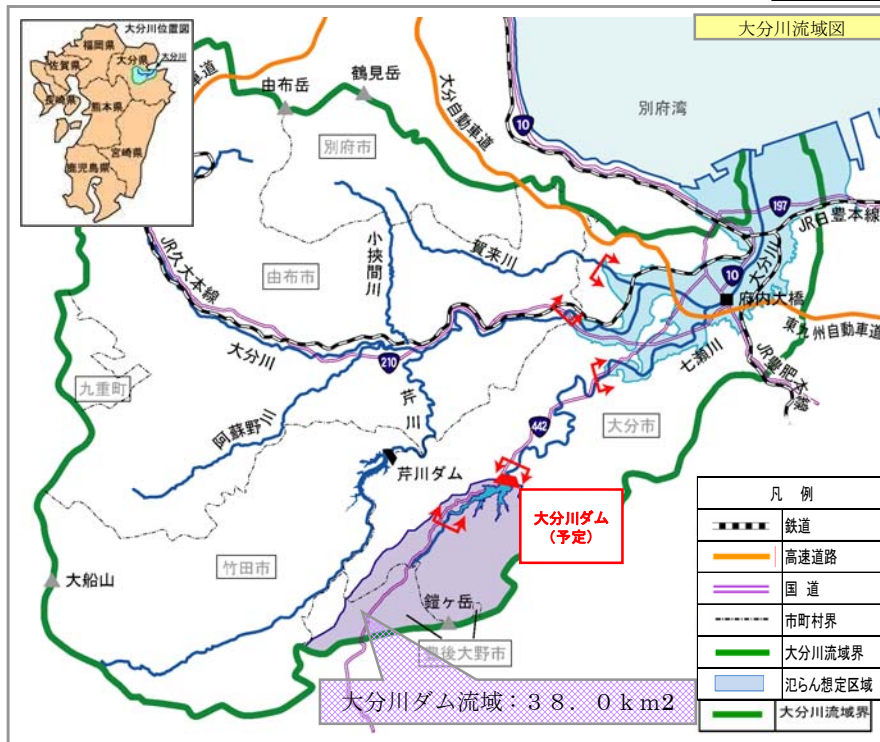 大分川流域図
大分川位置図
福岡県
大分県
大分川
佐賀県
長崎県
熊本県
宮崎県
鹿児島県
車道
由布岳
鶴見岳
大分自動車道
10
別府湾
別府市
197
JR日豊本線
小挾間川
賀来川
由布市
JR久大本線
大分川
10
府内大橋
東九州自動車道
大分川
210
七瀬川
JR豊肥本線
九重町
芹川
阿蘇野川
442
大分市
芹川ダム
大分川ダム
(予定)
竹田市
大船山
鎧ヶ岳
豊後大野市
大分川ダム流域:38.0km2
凡 例
鉄道
高速道路
国 道
市町村界
大分川流域界
氾らん想定区域
大分川流域界